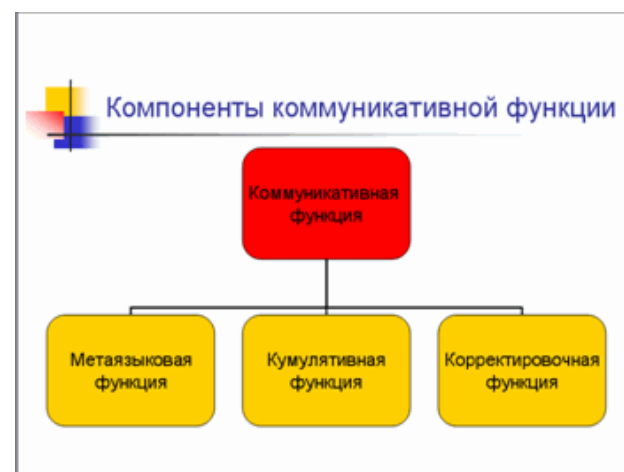 Компоненты коммуникативной функции
Коммуникативная
функция
Метаязыковая
функция
Кумулятивная
функция
Корректировочная
функция